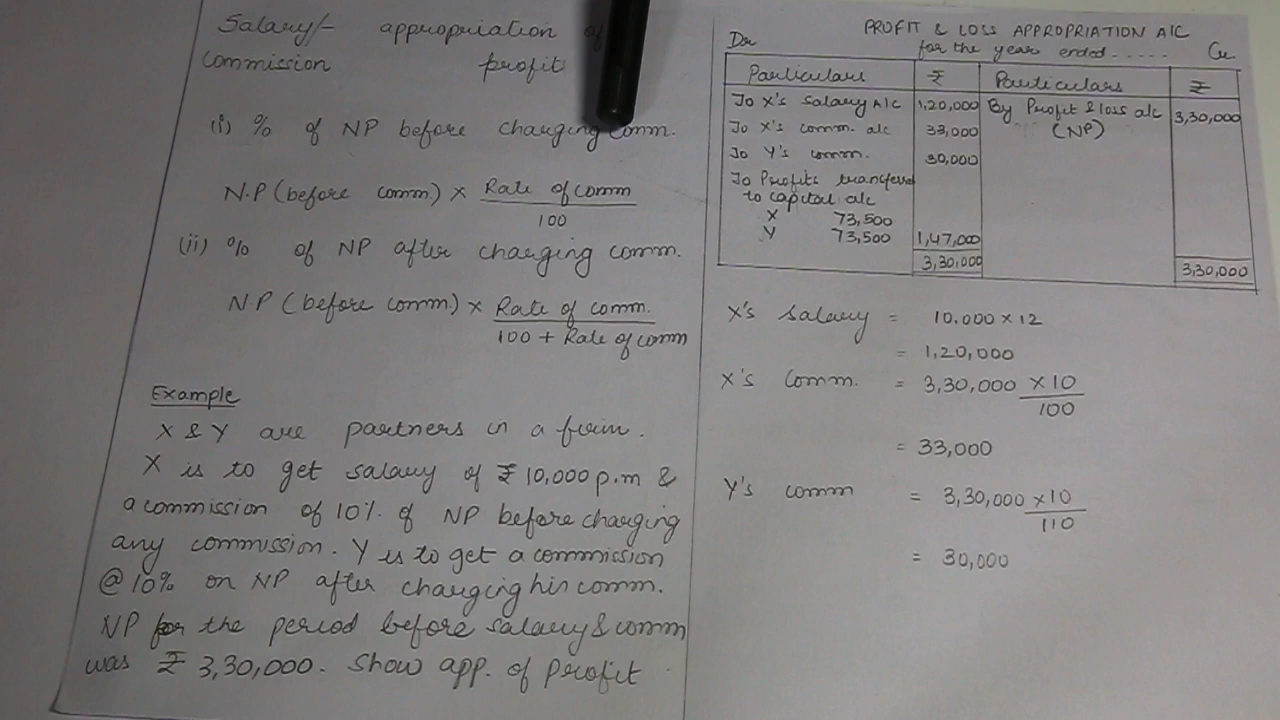 Salary/- appropriation of
commission profit
(i) % of NP before charging comm.
N.P (before comm.) × Rate of comm
100
(ii) % of NP after charging comm.
NP (before comm.) × Rate of comm.
100 + Rate of comm
Example
X & Y are partners in a firm.
X is to get salary of ₹ 10,000 p.m &
a commission of 10% of NP before charging
any commission. Y is to get a commission
@ 10% on NP after charging his comm.
NP for the period before salary & comm
was ₹ 3,30,000. Show app. of profit
PROFIT & LOSS APPROPRIATION A/C
Dr for the year ended ..... Cr
Particulars ₹ Particulars ₹
To X's Salary A/C 1,20,000 By Profit & loss a/c 3,30,000
To X's comm. a/c 33,000 (NP)
To Y's comm. 30,000
To Profits transferred
to capital a/c
X 73,500
Y 73,500 1,47,000
3,30,000 3,30,000
X's Salary = 10,000 × 12
= 1,20,000
X's Comm. = 3,30,000 × 10
100
= 33,000
Y's comm = 3,30,000 × 10
110
= 30,000